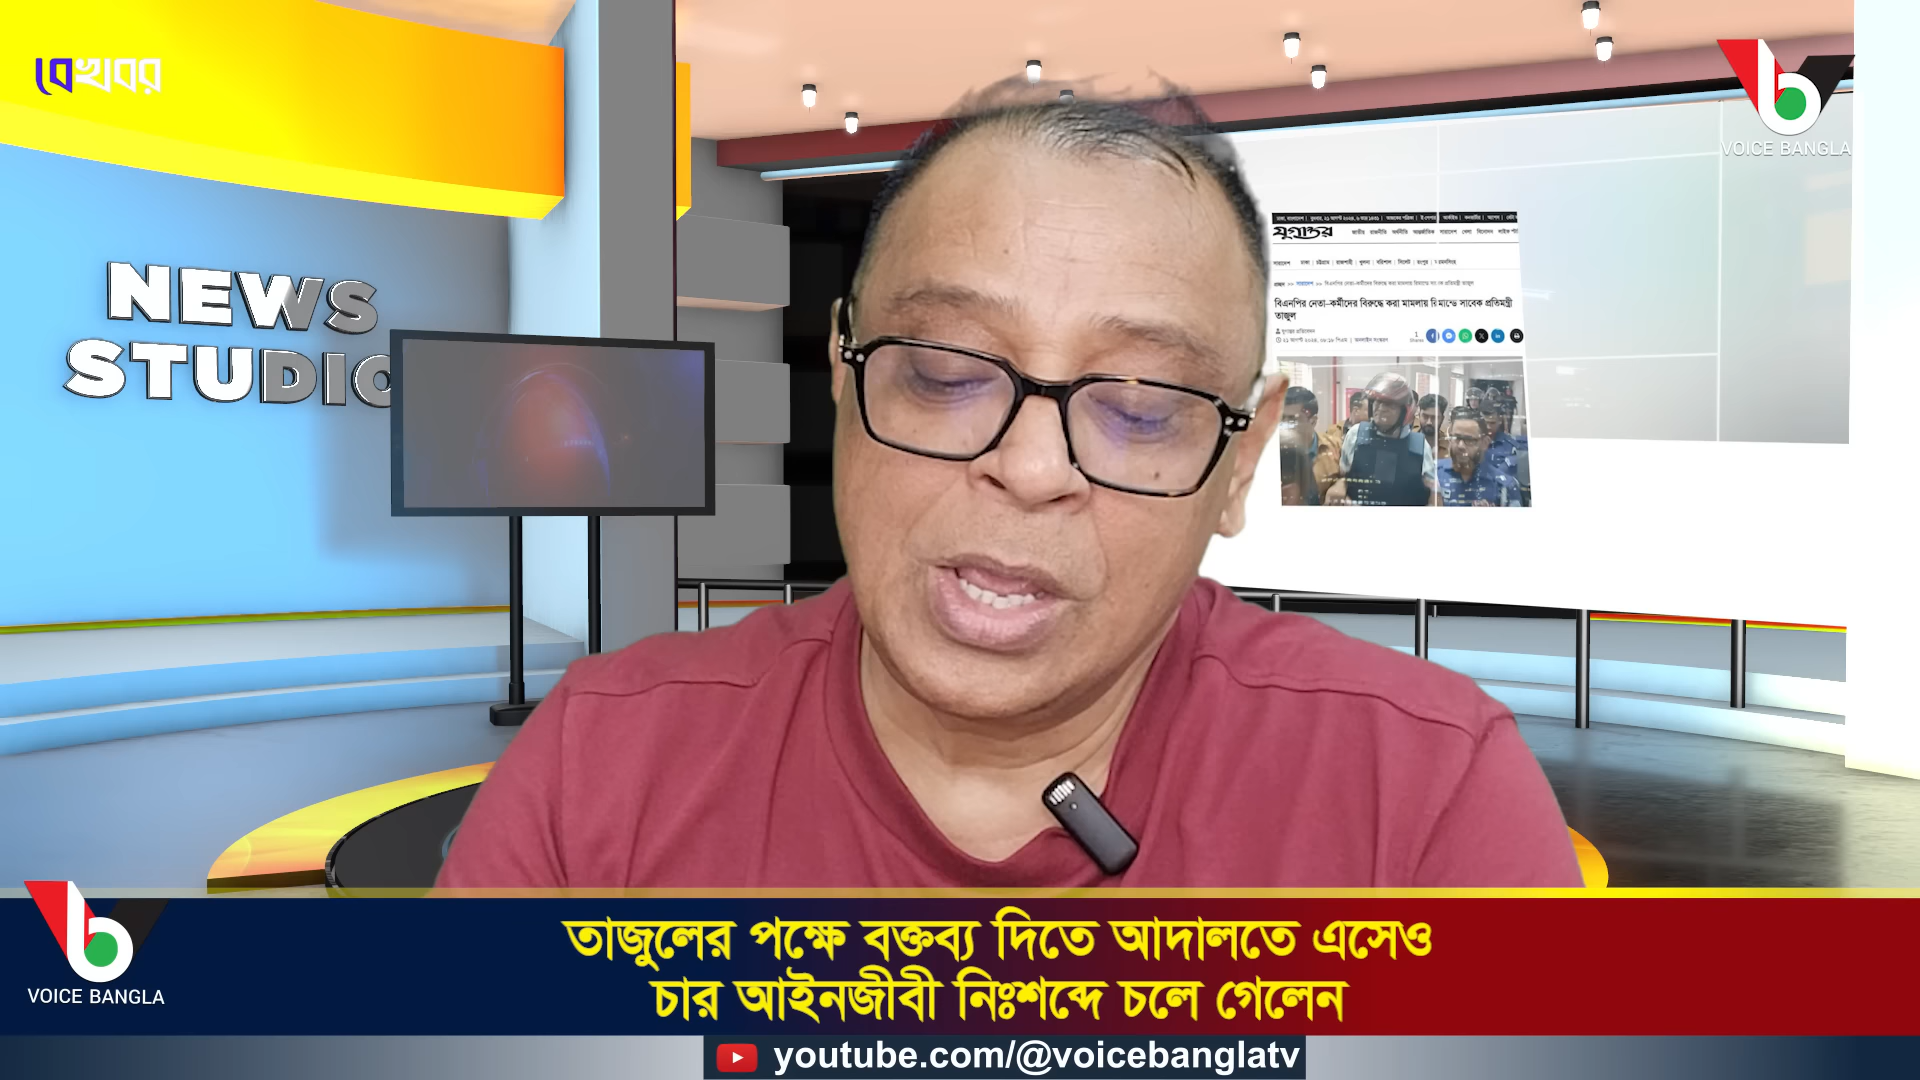 বেখবর
VOICE BANGLA
NEWS
STUDIO
যুগান্তর
বিএনপির নেতা-কর্মীদের বিরুদ্ধে করা মামলায় রিমান্ডে সাবেক প্রতিমন্ত্রী
তাজুল
তাজুলের পক্ষে বক্তব্য দিতে আদালতে এসেও
চার আইনজীবী নিঃশব্দে চলে গেলেন
VOICE BANGLA
youtube.com/@voicebanglatv